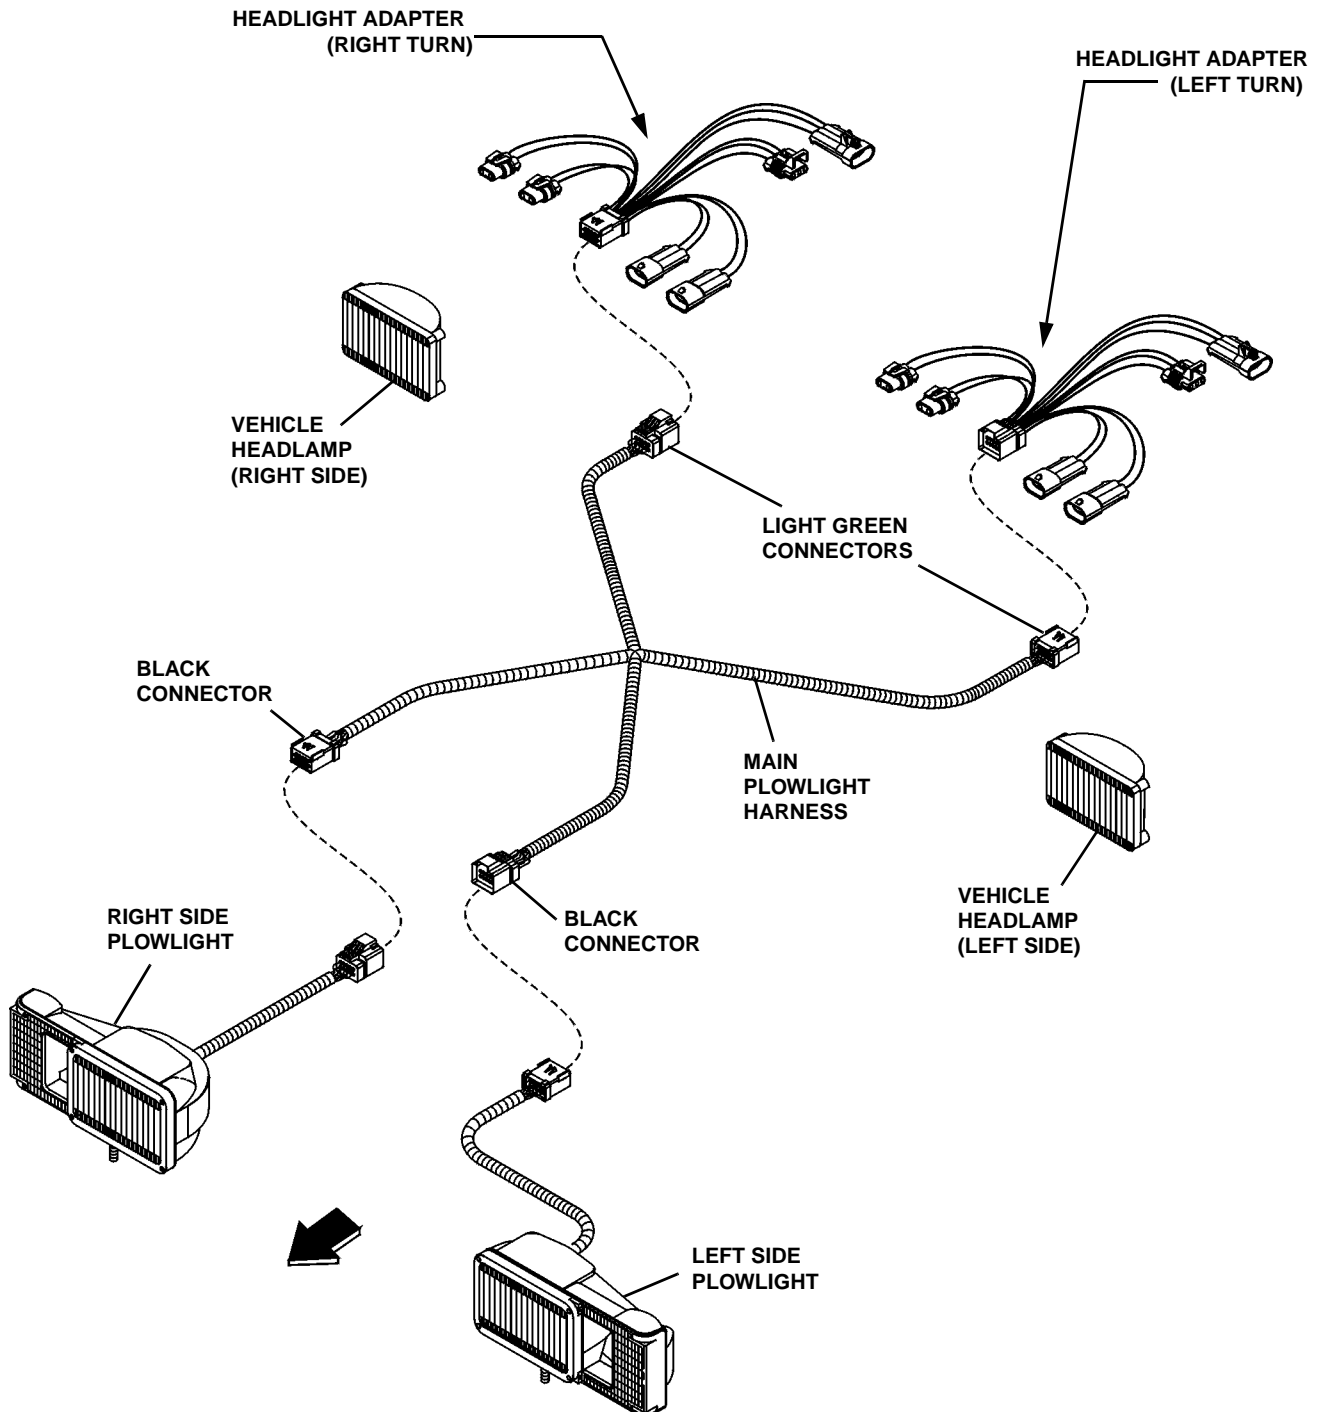 HEADLIGHT ADAPTER
(RIGHT TURN)
HEADLIGHT ADAPTER
(LEFT TURN)
VEHICLE
HEADLAMP
(RIGHT SIDE)
LIGHT GREEN
CONNECTORS
BLACK
CONNECTOR
MAIN
PLOWLIGHT
HARNESS
VEHICLE
HEADLAMP
(LEFT SIDE)
RIGHT SIDE
PLOWLIGHT
BLACK
CONNECTOR
LEFT SIDE
PLOWLIGHT